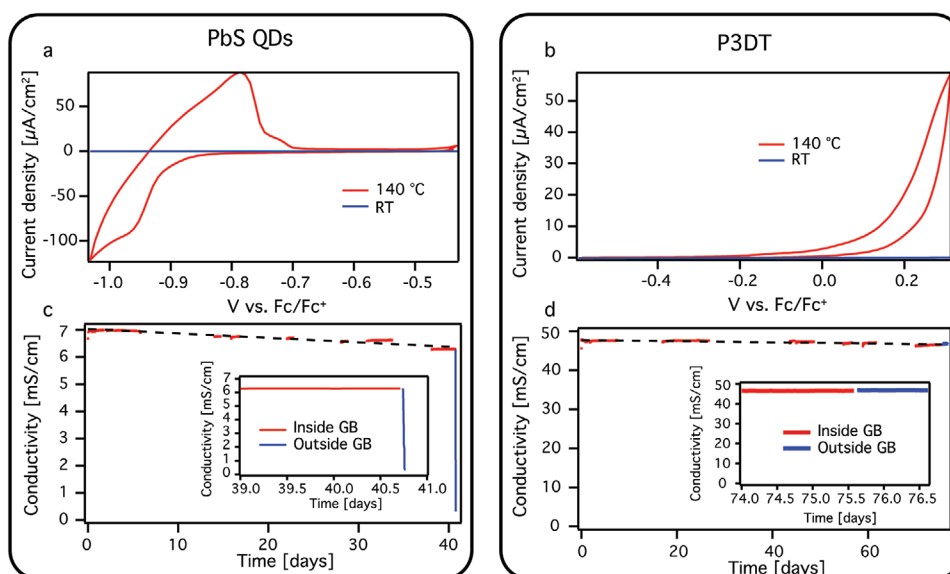 PbS QDs
a
Current density [µA/cm²]
50
0
-50
-100
140 °C
RT
-1.0 -0.9 -0.8 -0.7 -0.6 -0.5
V vs. Fc/Fc⁺
P3DT
b
Current density [µA/cm²]
50
40
30
20
10
0
140 °C
RT
-0.4 -0.2 0.0 0.2
V vs. Fc/Fc⁺
c
Conductivity [mS/cm]
7
6
5
4
3
2
1
0
Conductivity [mS/cm]
6
5
4
3
2
1
0
Inside GB
Outside GB
39.0 39.5 40.0 40.5 41.0
Time [days]
0 10 20 30 40
Time [days]
d
Conductivity [mS/cm]
50
40
30
20
10
0
Conductivity [mS/cm]
50
40
30
20
10
0
Inside GB
Outside GB
74.0 74.5 75.0 75.5 76.0 76.5
Time [days]
0 20 40 60
Time [days]